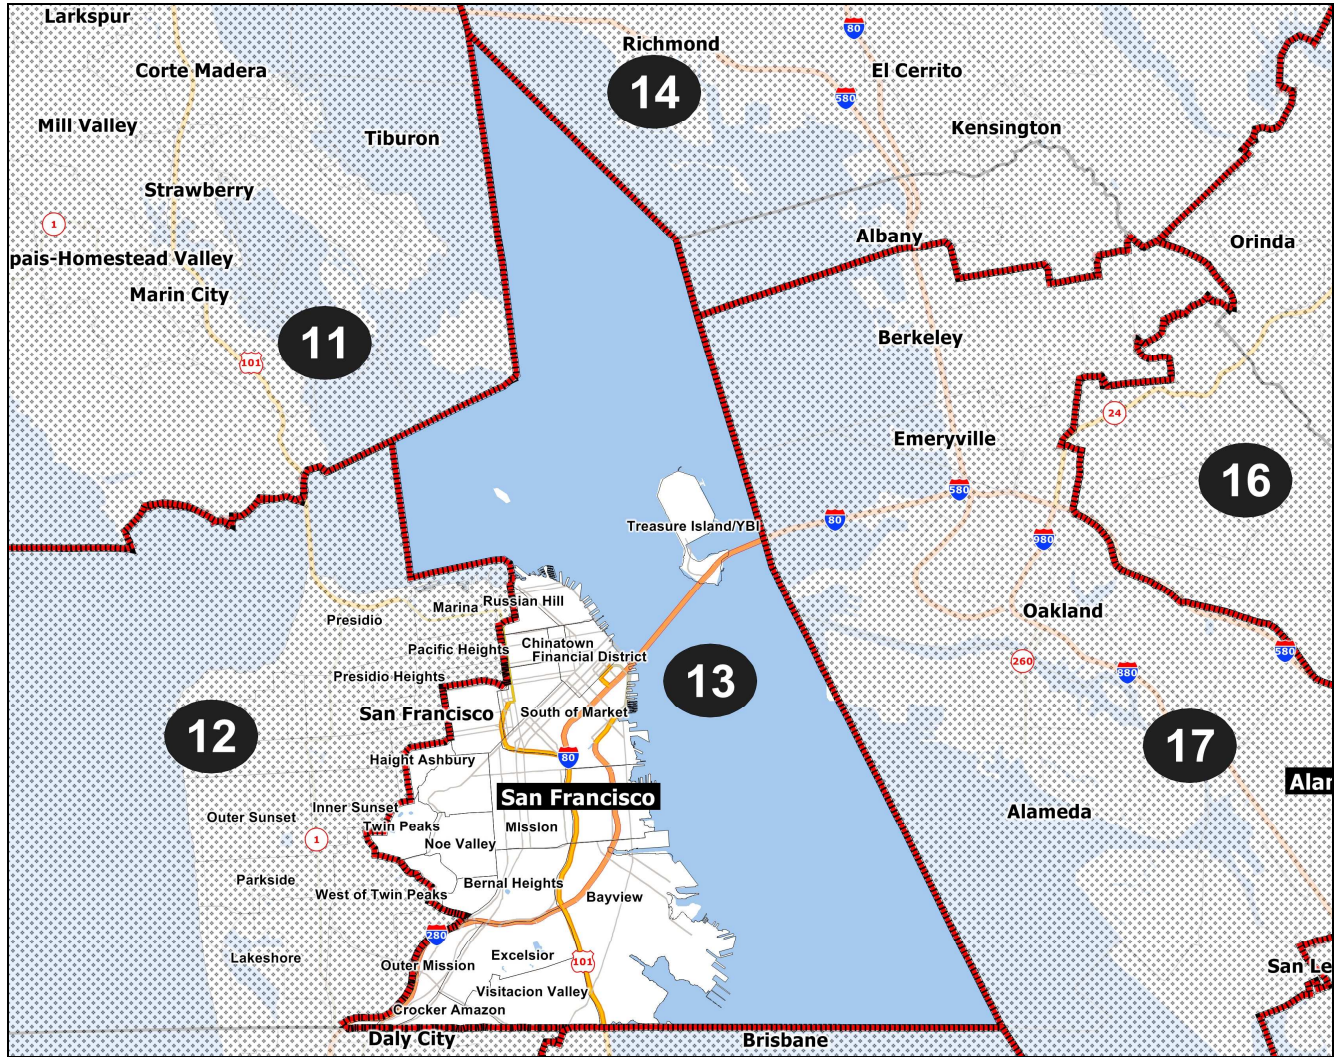 Larkspur
Richmond
80
Corte Madera
El Cerrito
14
580
Mill Valley
Kensington
Tiburon
Strawberry
1
Albany
Orinda
pais-Homestead Valley
Marin City
Berkeley
11
101
24
Emeryville
16
580
Treasure Island/YBI
80
980
Marina
Russian Hill
Oakland
Presidio
Chinatown
Pacific Heights
Financial District
580
260
880
Presidio Heights
13
San Francisco
South of Market
12
17
80
Haight Ashbury
Alar
San Francisco
Inner Sunset
Outer Sunset
Alameda
Twin Peaks
Mission
1
Noe Valley
Parkside
Bernal Heights
West of Twin Peaks
Bayview
280
Excelsior
Lakeshore
101
Outer Mission
San Le
Visitacion Valley
Crocker Amazon
Daly City
Brisbane